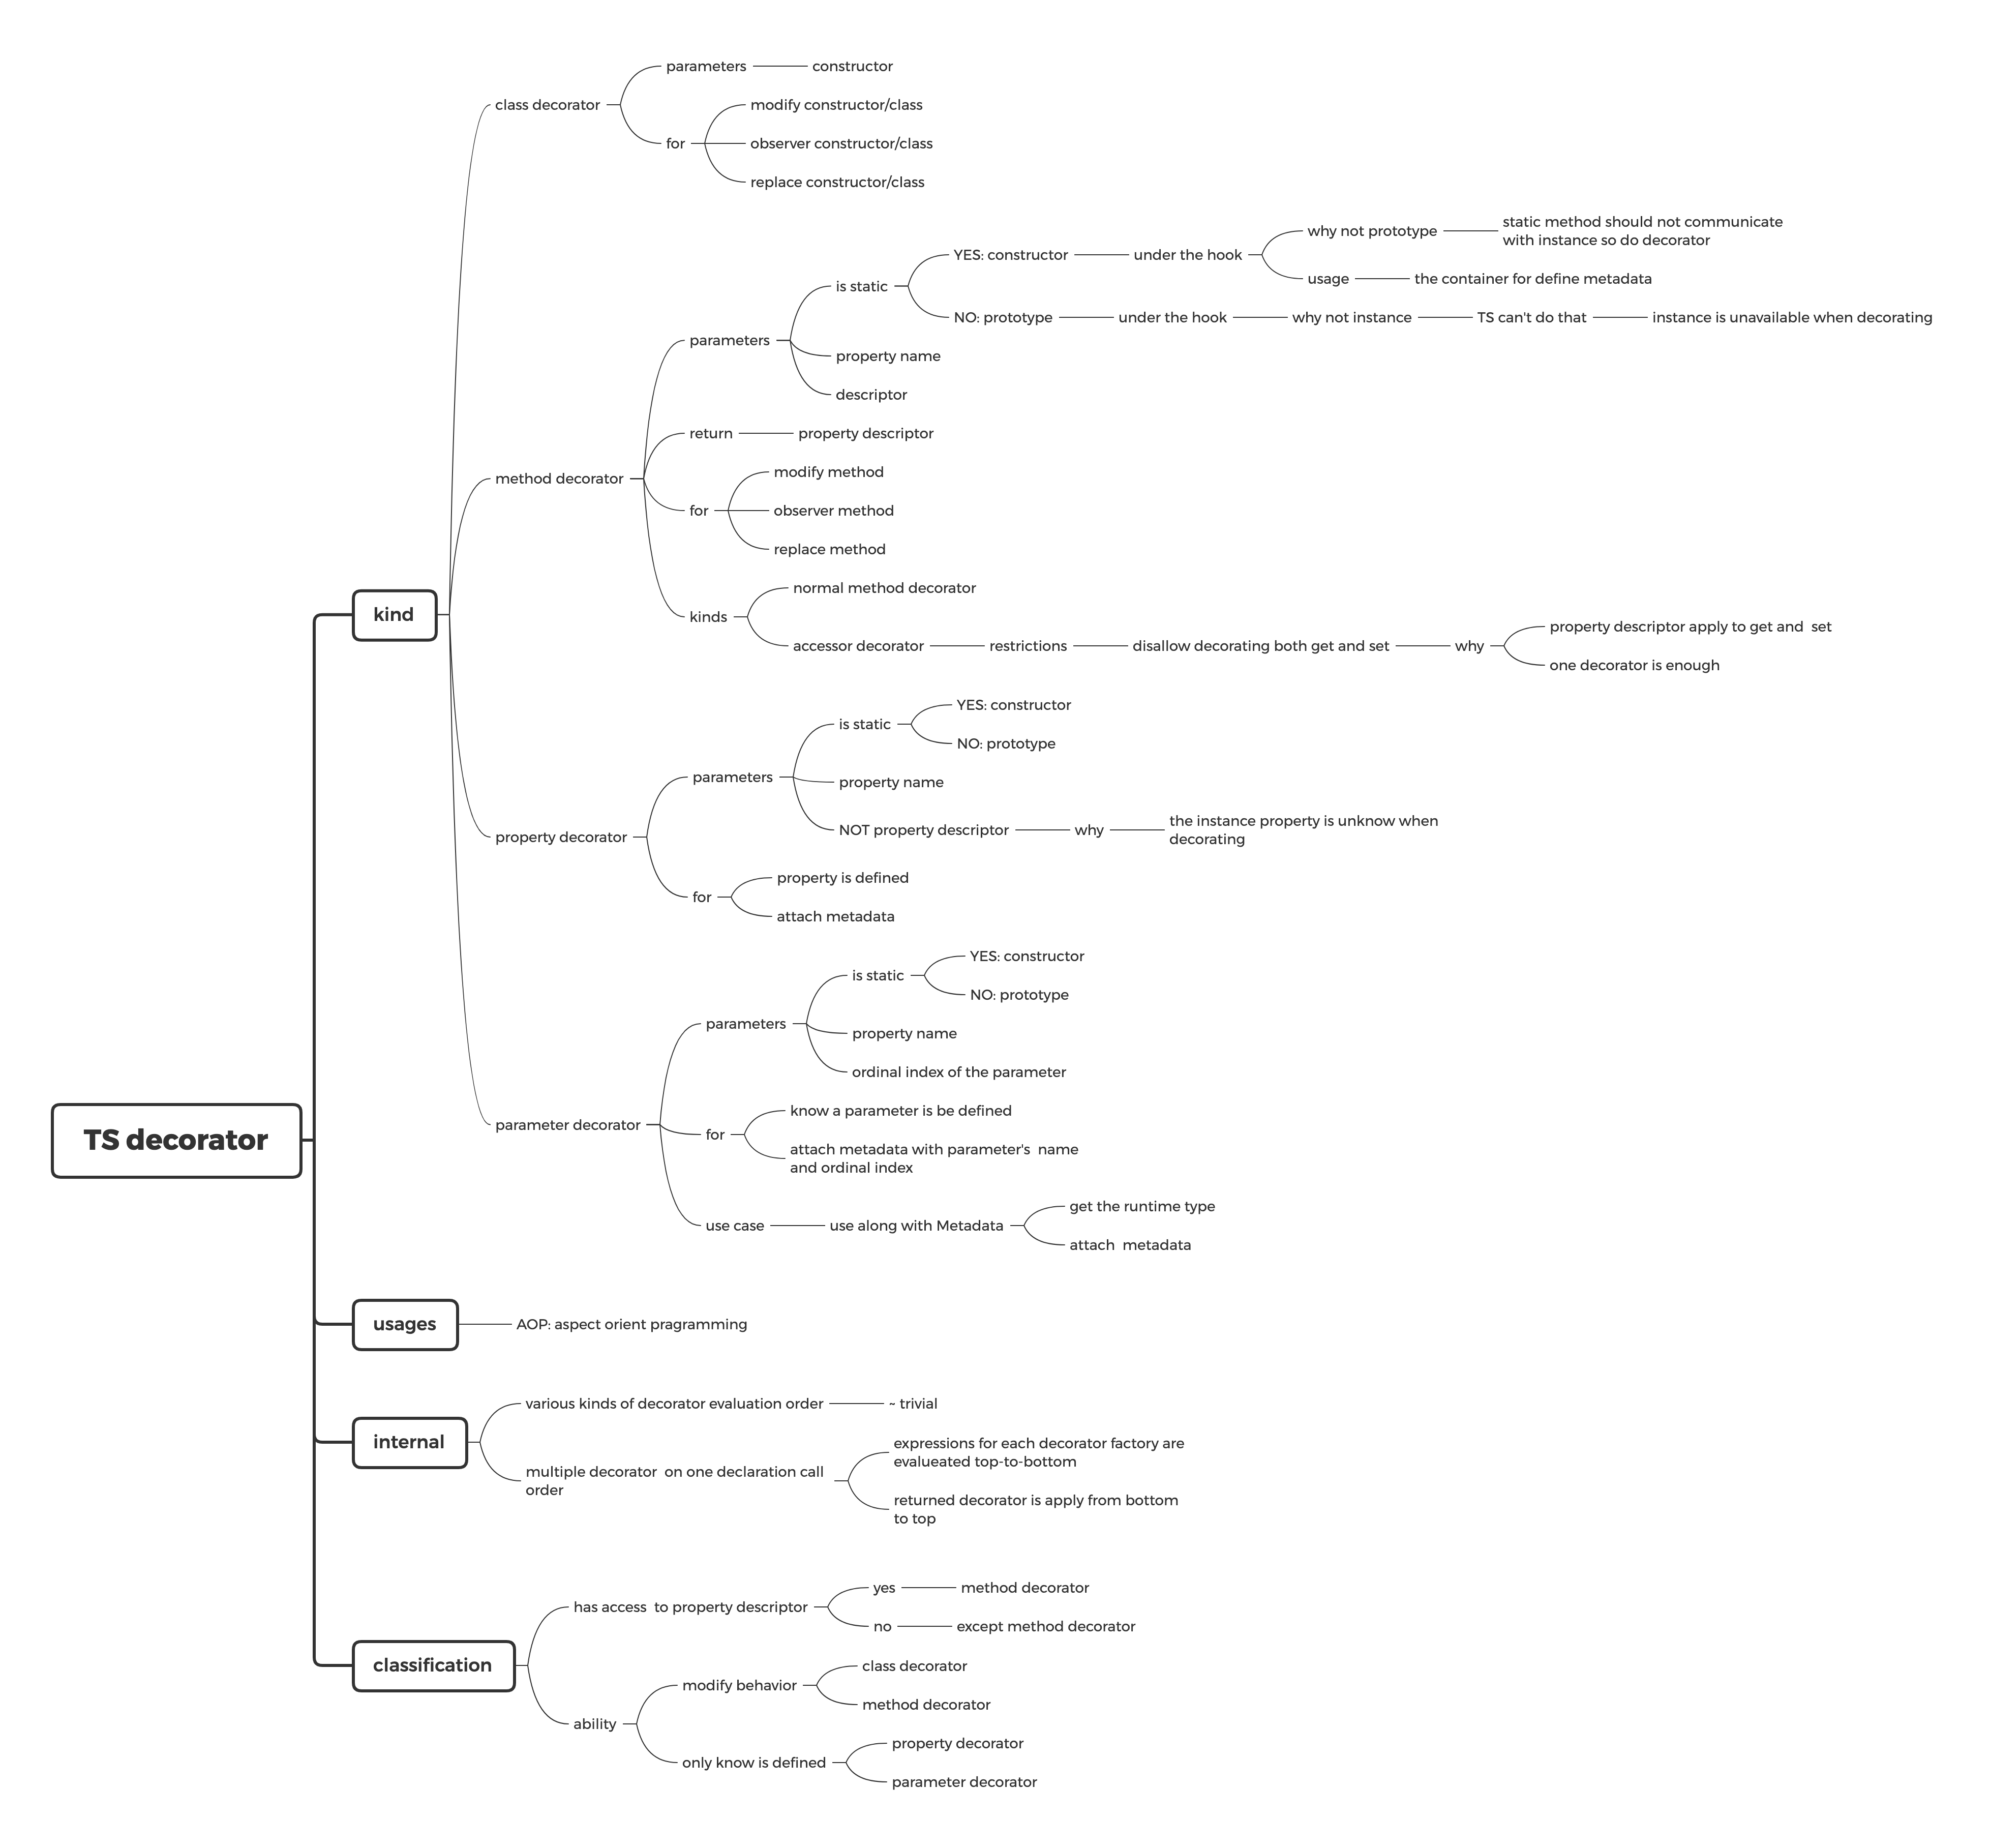 TS decorator
kind
class decorator
parameters
constructor
for
modify constructor/class
observer constructor/class
replace constructor/class
method decorator
parameters
is static
YES: constructor
under the hook
why not prototype
static method should not communicate
with instance so do decorator
usage
the container for define metadata
NO: prototype
under the hook
why not instance
TS can't do that
instance is unavailable when decorating
property name
descriptor
return
property descriptor
for
modify method
observer method
replace method
kinds
normal method decorator
accessor decorator
restrictions
disallow decorating both get and set
why
property descriptor apply to get and  set
one decorator is enough
property decorator
parameters
is static
YES: constructor
NO: prototype
property name
NOT property descriptor
why
the instance property is unknow when
decorating
for
property is defined
attach metadata
parameter decorator
parameters
is static
YES: constructor
NO: prototype
property name
ordinal index of the parameter
for
know a parameter is be defined
attach metadata with parameter's  name
and ordinal index
use case
use along with Metadata
get the runtime type
attach  metadata
usages
AOP: aspect orient pragramming
internal
various kinds of decorator evaluation order
~ trivial
multiple decorator  on one declaration call
order
expressions for each decorator factory are
evalueated top-to-bottom
returned decorator is apply from bottom
to top
classification
has access  to property descriptor
yes
method decorator
no
except method decorator
ability
modify behavior
class decorator
method decorator
only know is defined
property decorator
parameter decorator